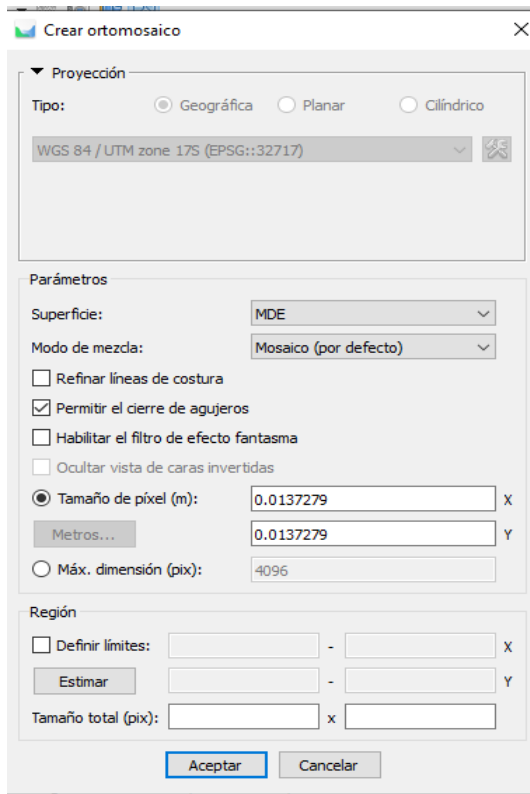 Crear ortomosaico
Proyección
Tipo: Geográfica Planar Cilíndrico
WGS 84 / UTM zone 17S (EPSG::32717)
Parámetros
Superficie: MDE
Modo de mezcla: Mosaico (por defecto)
Refinar líneas de costura
Permitir el cierre de agujeros
Habilitar el filtro de efecto fantasma
Ocultar vista de caras invertidas
Tamaño de píxel (m): 0.0137279 X
Metros... 0.0137279 Y
Máx. dimensión (pix): 4096
Región
Definir límites: - X
Estimar - Y
Tamaño total (pix): x
Aceptar Cancelar